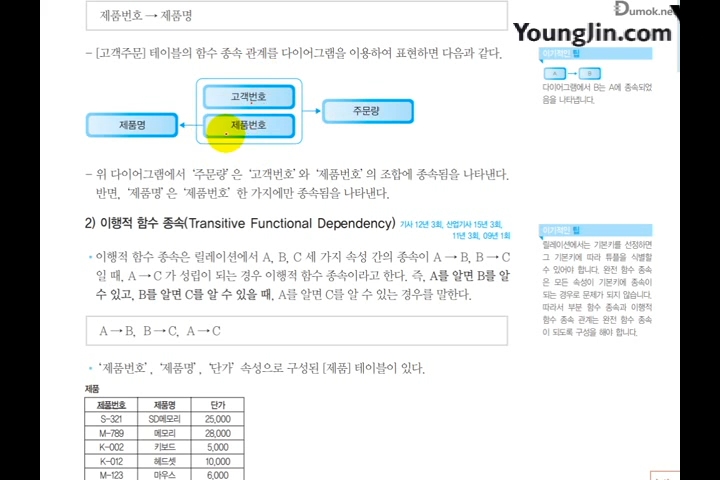 Dumok.ne
YoungJin.com
제품번호 → 제품명
- [고객주문] 테이블의 함수 종속 관계를 다이어그램을 이용하여 표현하면 다음과 같다.
고객번호
제품번호
제품명
주문량
이기적인 팁
A → B
다이어그램에서 B는 A에 종속되었
음을 나타냅니다.
- 위 다이어그램에서 '주문량'은 '고객번호'와 '제품번호'의 조합에 종속됨을 나타낸다.
반면, '제품명'은 '제품번호' 한 가지에만 종속됨을 나타낸다.
2) 이행적 함수 종속(Transitive Functional Dependency) 기사 12년 3회, 산업기사 15년 3회,
11년 3회, 09년 1회
• 이행적 함수 종속은 릴레이션에서 A, B, C 세 가지 속성 간의 종속이 A → B, B → C
일 때, A → C가 성립이 되는 경우 이행적 함수 종속이라고 한다. 즉, A를 알면 B를 알
수 있고, B를 알면 C를 알 수 있을 때, A를 알면 C를 알 수 있는 경우를 말한다.
A → B, B → C, A → C
이기적인 팁
릴레이션에서는 기본키를 선정하면
그 기본키에 따라 튜플을 식별할
수 있어야 합니다. 완전 함수 종속
은 모든 속성이 기본키에 종속이
되는 경우로 문제가 되지 않습니다.
따라서 부분 함수 종속과 이행적
함수 종속 관계는 완전 함수 종속
이 되도록 구성을 해야 합니다.
• '제품번호', '제품명', '단가' 속성으로 구성된 [제품] 테이블이 있다.
제품
제품번호 제품명 단가
S-321 SD메모리 25,000
M-789 메모리 28,000
K-002 키보드 5,000
K-012 헤드셋 10,000
M-123 마우스 6,000